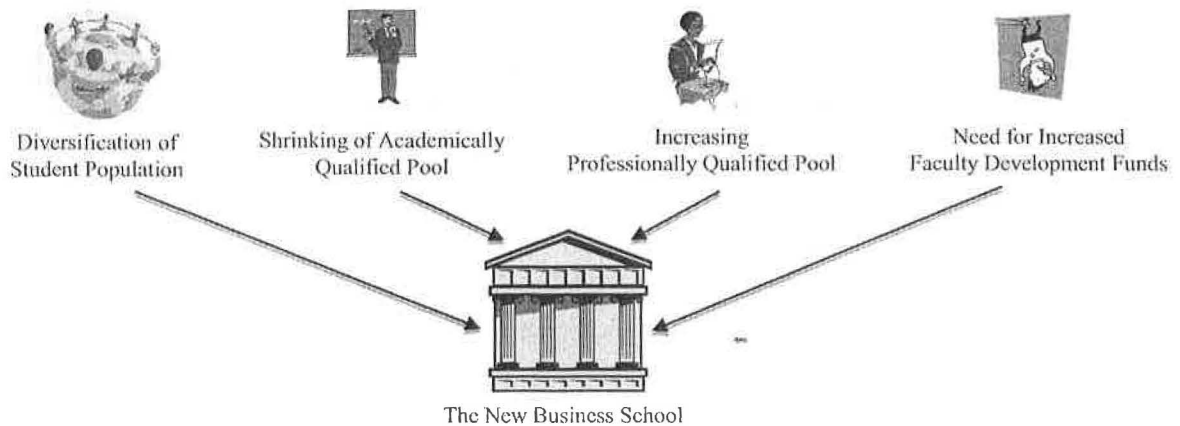 Diversification of
Student Population
Shrinking of Academically
Qualified Pool
Increasing
Professionally Qualified Pool
Need for Increased
Faculty Development Funds
The New Business School